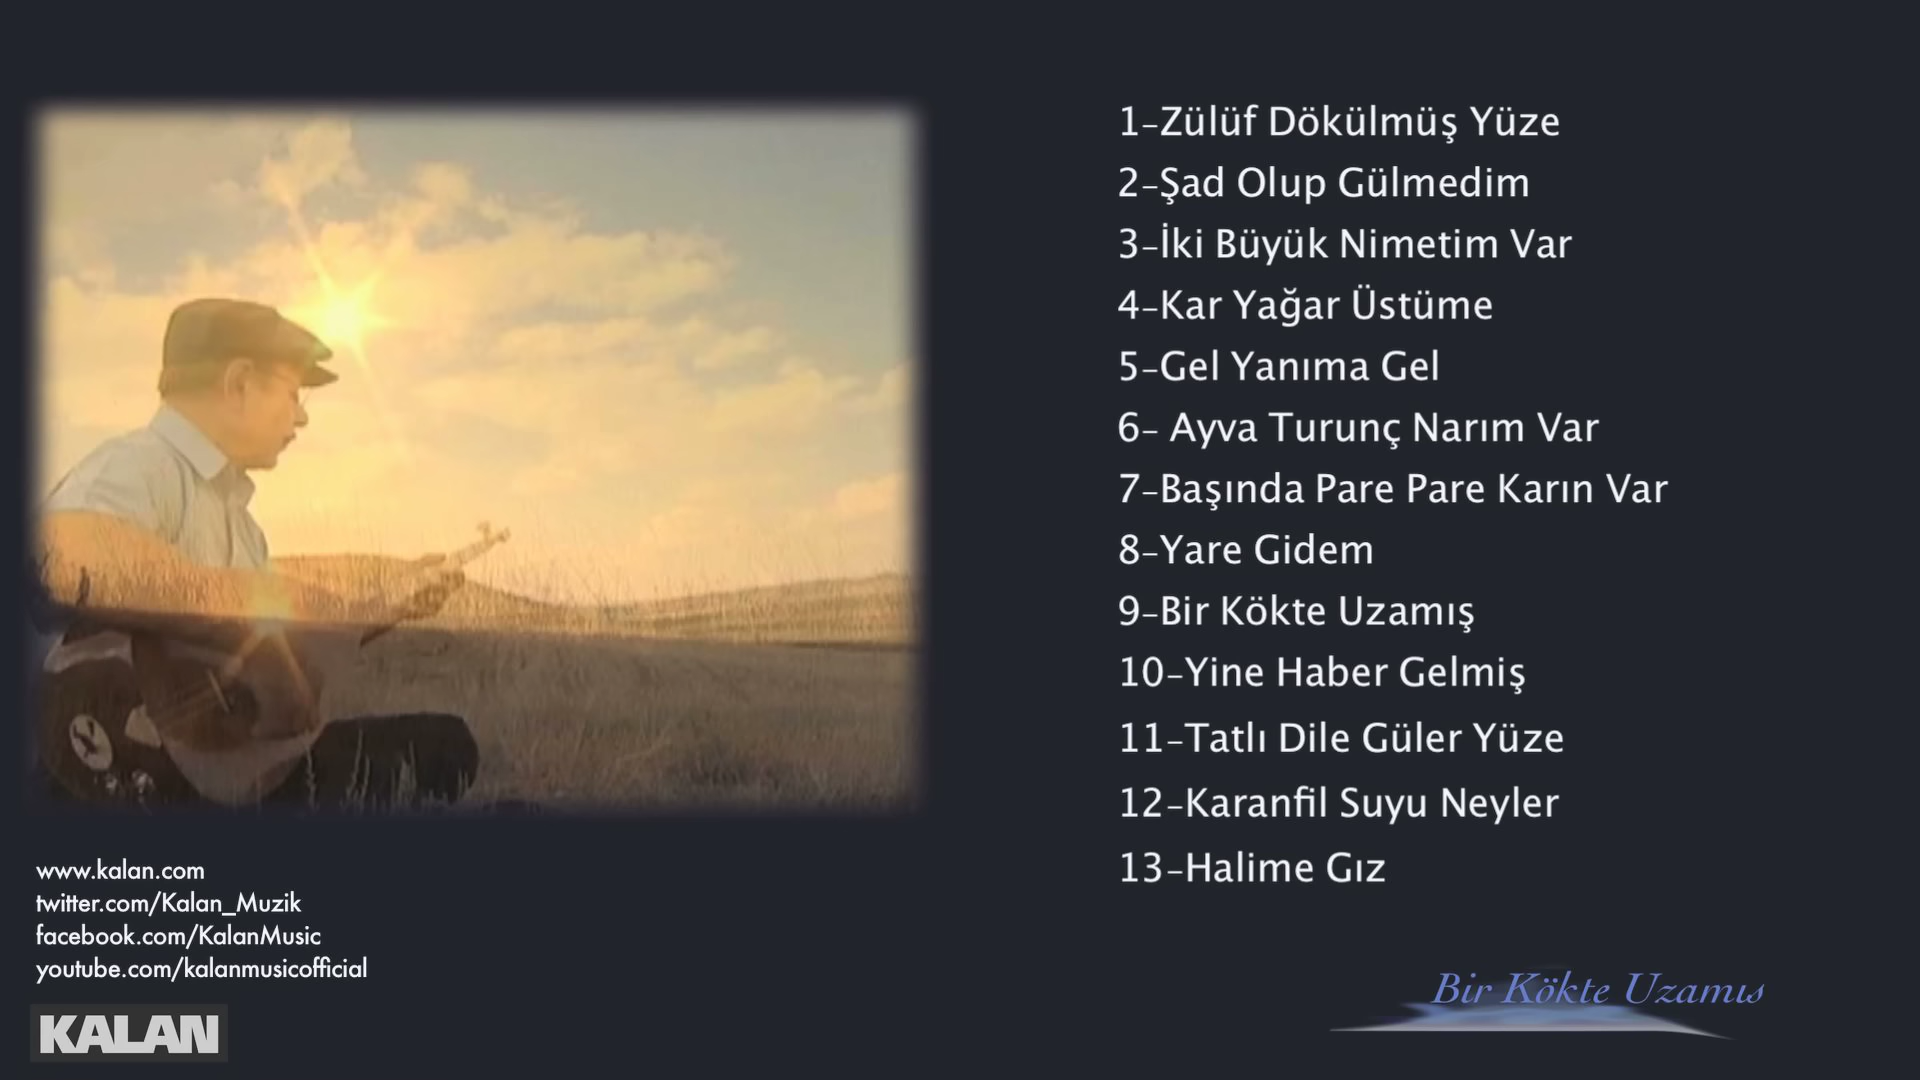 1-Zülüf Dökülmüş Yüze
2-Şad Olup Gülmedim
3-İki Büyük Nimetim Var
4-Kar Yağar Üstüme
5-Gel Yanıma Gel
6- Ayva Turunç Narım Var
7-Başında Pare Pare Karın Var
8-Yare Gidem
9-Bir Kökte Uzamış
10-Yine Haber Gelmiş
11-Tatlı Dile Güler Yüze
12-Karanfil Suyu Neyler
13-Halime Gız
www.kalan.com
twitter.com/Kalan_Muzik
facebook.com/KalanMusic
youtube.com/kalanmusicofficial
KALAN
Bir Kökte Uzamıs